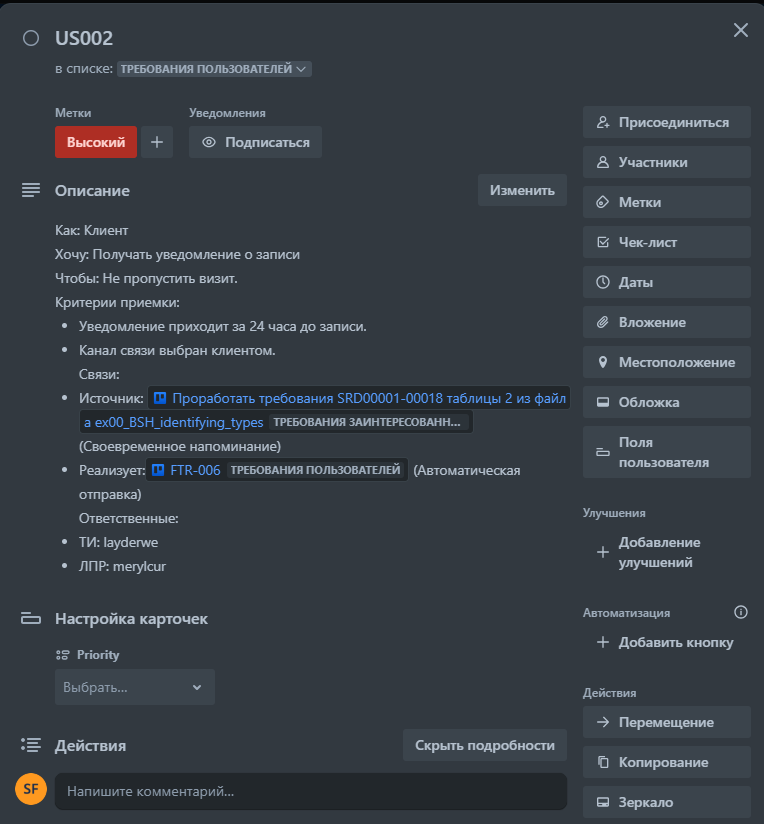 US002
в списке: ТРЕБОВАНИЯ ПОЛЬЗОВАТЕЛЕЙ
Метки
Высокий
+
Уведомления
Подписаться
Описание
Изменить
Как: Клиент
Хочу: Получать уведомление о записи
Чтобы: Не пропустить визит.
Критерии приемки:
• Уведомление приходит за 24 часа до записи.
• Канал связи выбран клиентом.
Связи:
• Источник: Проработать требования SRD00001-00018 таблицы 2 из файл
а ex00_BSH_identifying_types ТРЕБОВАНИЯ ЗАИНТЕРЕСОВАНН...
(Своевременное напоминание)
• Реализует: FTR-006 ТРЕБОВАНИЯ ПОЛЬЗОВАТЕЛЕЙ (Автоматическая
отправка)
Ответственные:
• ТИ: layderwe
• ЛПР: merylcur
Настройка карточек
Priority
Выбрать...
Действия
Скрыть подробности
SF
Напишите комментарий...
Присоединиться
Участники
Метки
Чек-лист
Даты
Вложение
Местоположение
Обложка
Поля
пользователя
Улучшения
+ Добавление
улучшений
Автоматизация
+ Добавить кнопку
Действия
Перемещение
Копирование
Зеркало